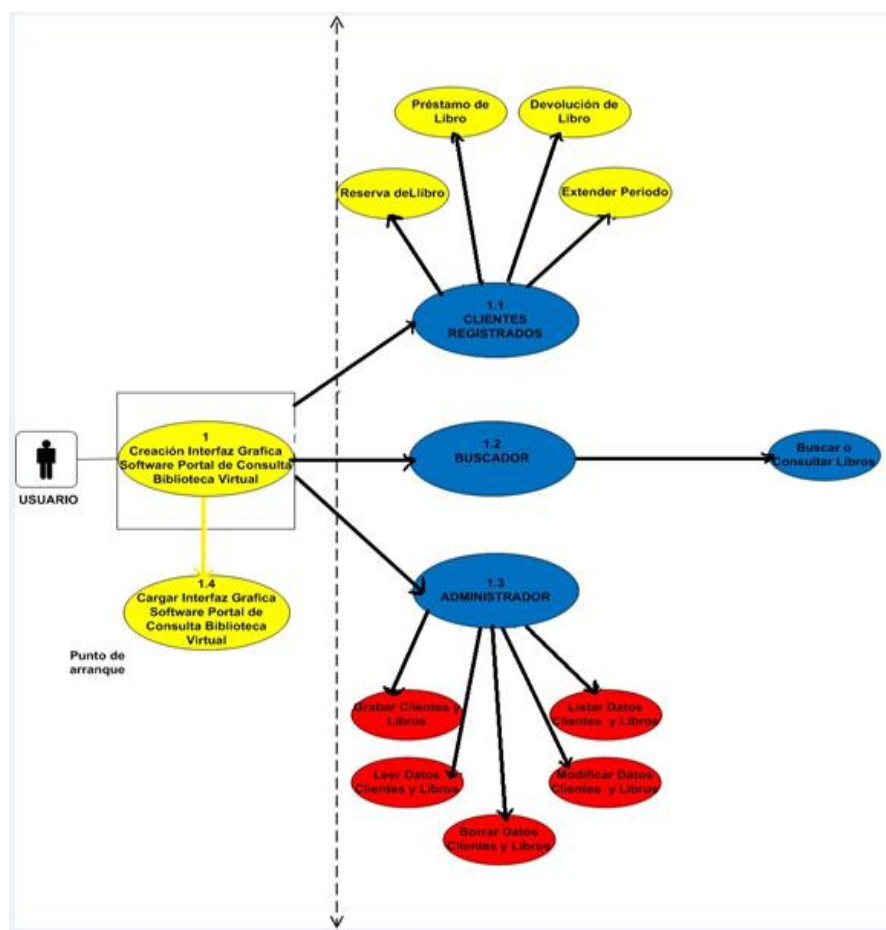 Préstamo de
Libro
Devolución de
Libro
Reserva deLlibro
Extender Periodo
1.1
CLIENTES
REGISTRADOS
1
Creación Interfaz Grafica
Software Portal de Consulta
Biblioteca Virtual
USUARIO
1.2
BUSCADOR
Buscar o
Consultar Libros
1.4
Cargar Interfaz Grafica
Software Portal de
Consulta Biblioteca
Virtual
Punto de
arranque
1.3
ADMINISTRADOR
Grabar Clientes y
Libros
Listar Datos
Clientes y Libros
Leer Datos
Clientes y Libros
Modificar Datos
Clientes y Libros
Borrar Datos
Clientes y Libros